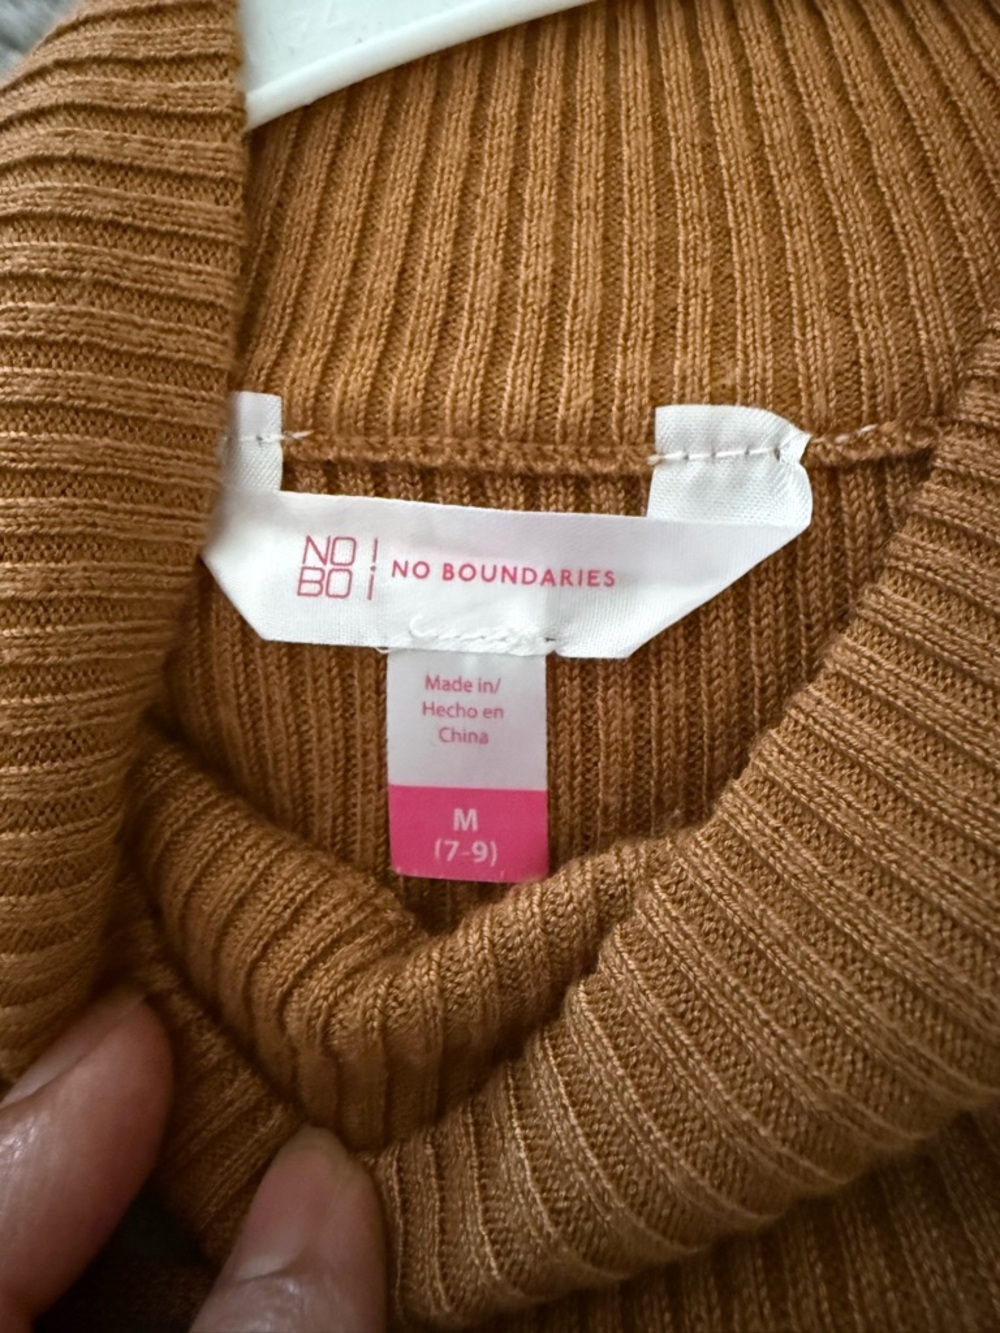 NO
BO
NO BOUNDARIES
Made in/
Hecho en
China
M
(7-9)